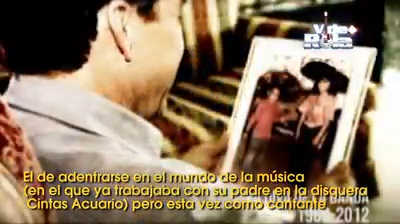 El de adentrarse en el mundo de la música
(en el que ya trabajaba con su padre en la disquera
Cintas Acuario) pero esta vez como cantante
BANDA
2012